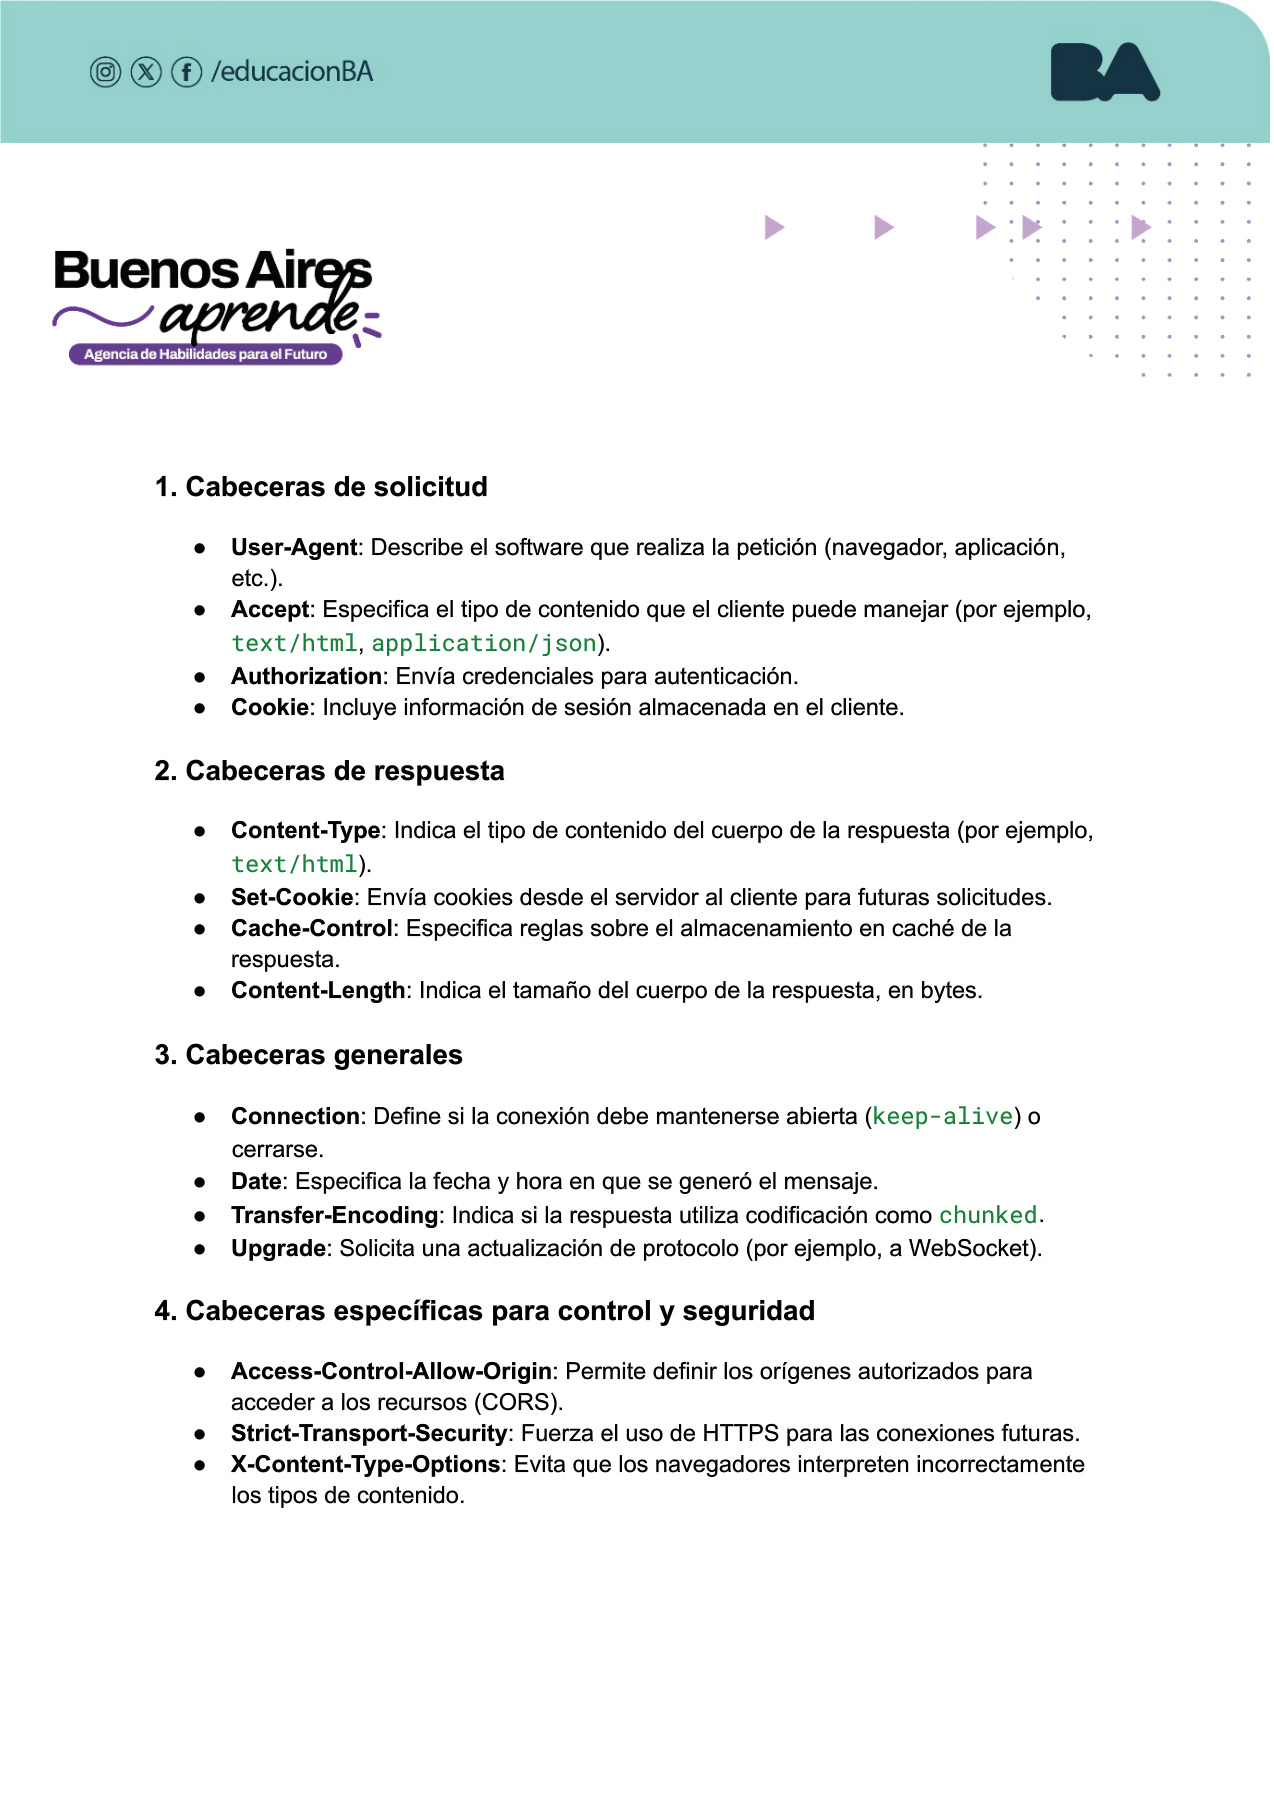 /educacionBA
BA
Buenos Aires
aprende
Agencia de Habilidades para el Futuro
1. Cabeceras de solicitud
● User-Agent: Describe el software que realiza la petición (navegador, aplicación,
etc.).
● Accept: Especifica el tipo de contenido que el cliente puede manejar (por ejemplo,
text/html, application/json).
● Authorization: Envía credenciales para autenticación.
● Cookie: Incluye información de sesión almacenada en el cliente.
2. Cabeceras de respuesta
● Content-Type: Indica el tipo de contenido del cuerpo de la respuesta (por ejemplo,
text/html).
● Set-Cookie: Envía cookies desde el servidor al cliente para futuras solicitudes.
● Cache-Control: Especifica reglas sobre el almacenamiento en caché de la
respuesta.
● Content-Length: Indica el tamaño del cuerpo de la respuesta, en bytes.
3. Cabeceras generales
● Connection: Define si la conexión debe mantenerse abierta (keep-alive) o
cerrarse.
● Date: Especifica la fecha y hora en que se generó el mensaje.
● Transfer-Encoding: Indica si la respuesta utiliza codificación como chunked.
● Upgrade: Solicita una actualización de protocolo (por ejemplo, a WebSocket).
4. Cabeceras específicas para control y seguridad
● Access-Control-Allow-Origin: Permite definir los orígenes autorizados para
acceder a los recursos (CORS).
● Strict-Transport-Security: Fuerza el uso de HTTPS para las conexiones futuras.
● X-Content-Type-Options: Evita que los navegadores interpreten incorrectamente
los tipos de contenido.